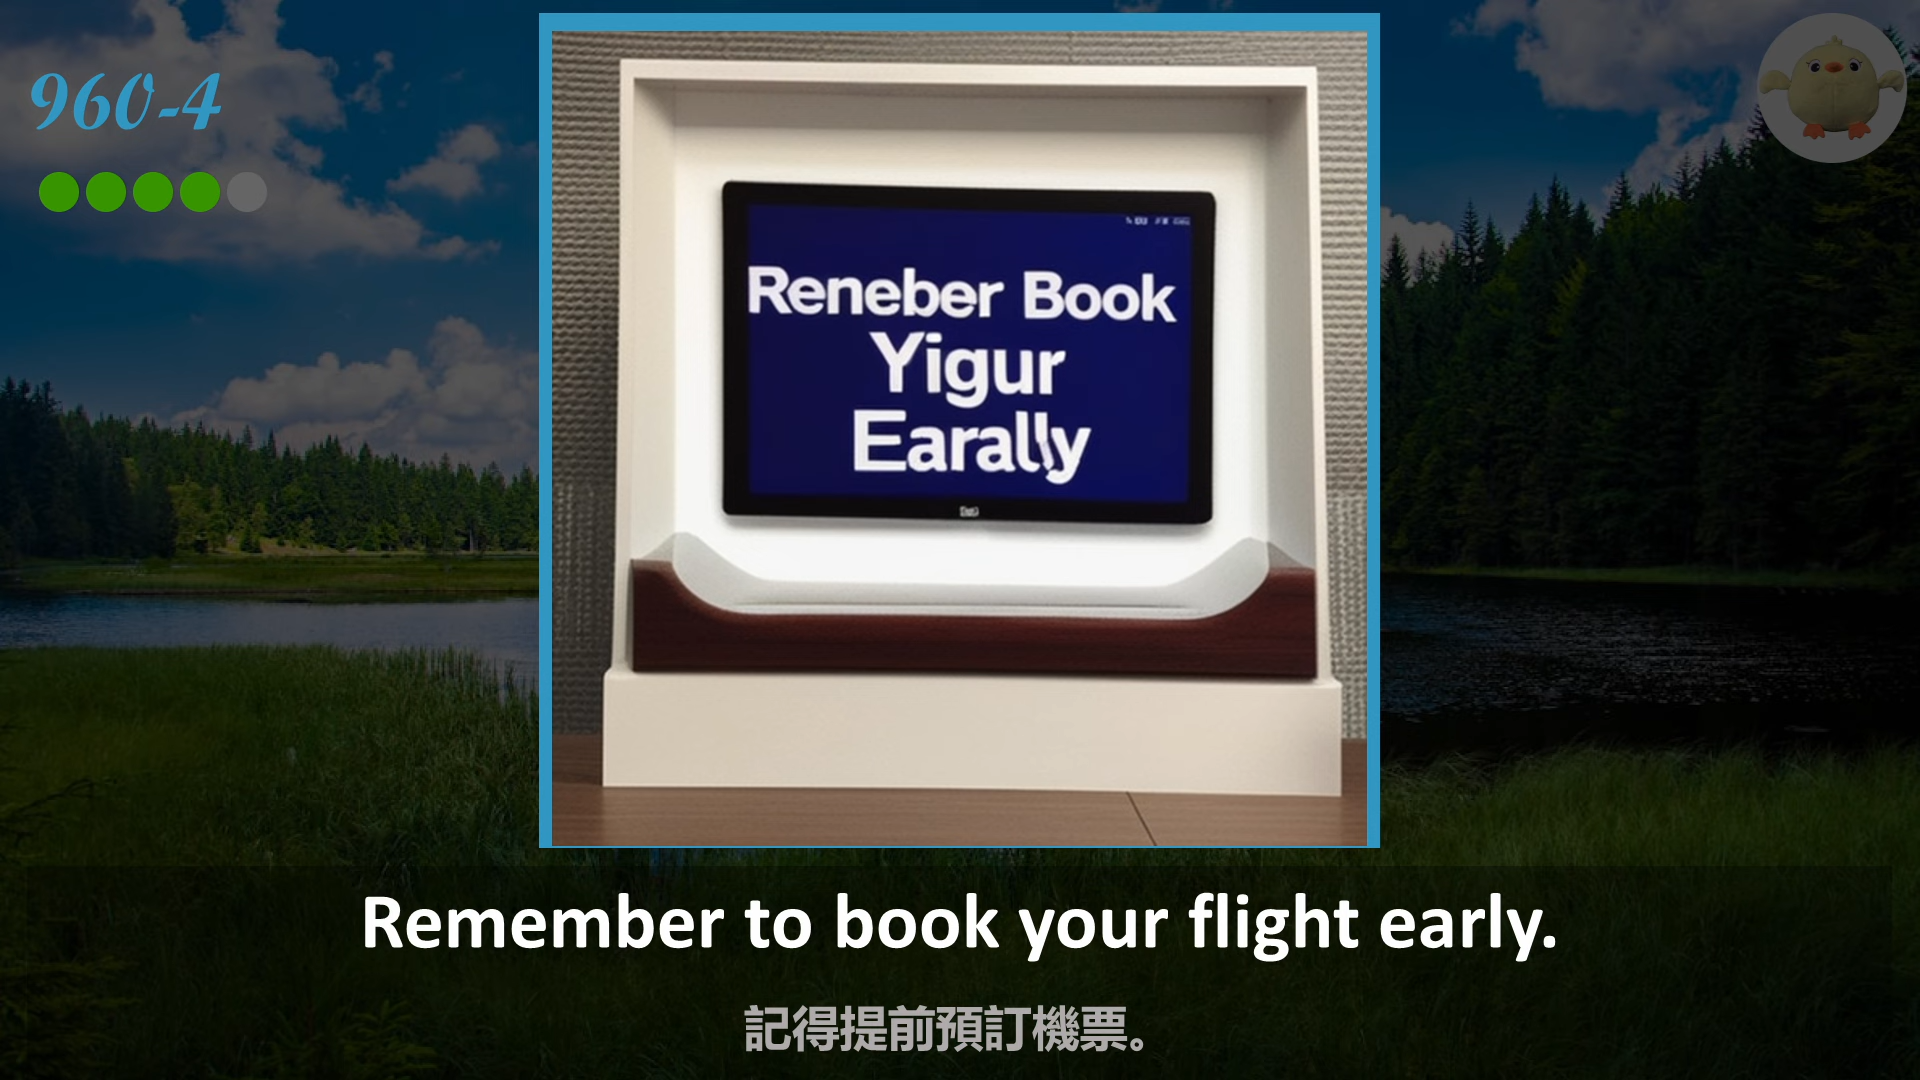 960-4
Reneber Book
Yigur
Earally
Remember to book your flight early.
記得提前預訂機票。